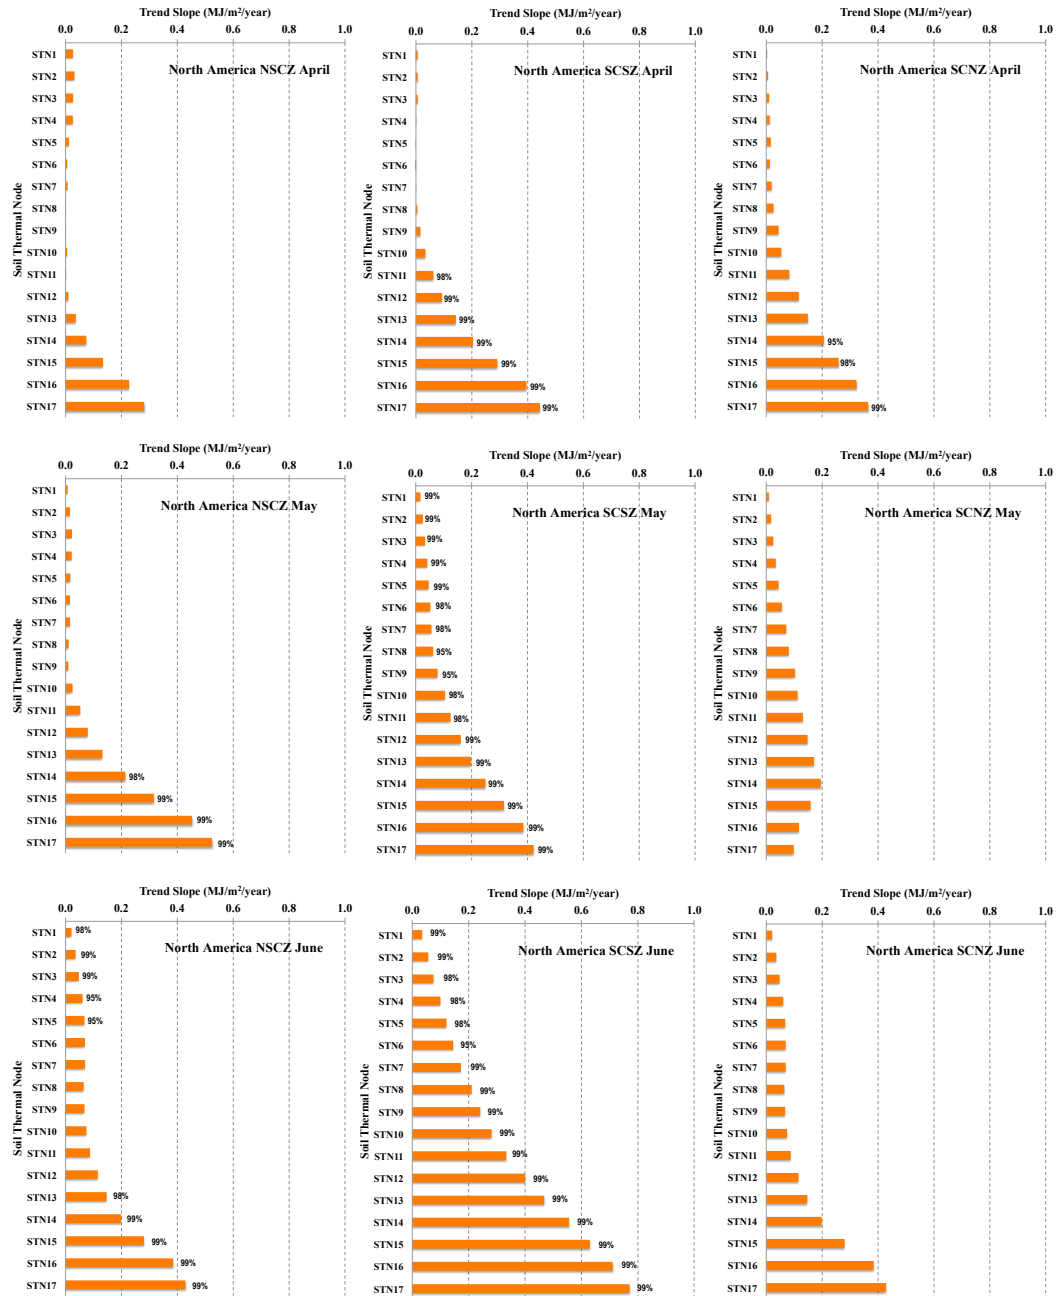 Trend Slope (MJ/m²/year)
0.0 0.2 0.4 0.6 0.8 1.0
North America NSCZ April
Soil Thermal Node
STN1
STN2
STN3
STN4
STN5
STN6
STN7
STN8
STN9
STN10
STN11
STN12
STN13
STN14
STN15
STN16
STN17
Trend Slope (MJ/m²/year)
0.0 0.2 0.4 0.6 0.8 1.0
North America SCSZ April
Soil Thermal Node
STN1
STN2
STN3
STN4
STN5
STN6
STN7
STN8
STN9
STN10
STN11 98%
STN12 99%
STN13 99%
STN14 99%
STN15 99%
STN16 99%
STN17 99%
Trend Slope (MJ/m²/year)
0.0 0.2 0.4 0.6 0.8 1.0
North America SCNZ April
Soil Thermal Node
STN1
STN2
STN3
STN4
STN5
STN6
STN7
STN8
STN9
STN10
STN11
STN12
STN13
STN14 95%
STN15 98%
STN16
STN17 99%
Trend Slope (MJ/m²/year)
0.0 0.2 0.4 0.6 0.8 1.0
North America NSCZ May
Soil Thermal Node
STN1
STN2
STN3
STN4
STN5
STN6
STN7
STN8
STN9
STN10
STN11
STN12
STN13
STN14 98%
STN15 99%
STN16 99%
STN17 99%
Trend Slope (MJ/m²/year)
0.0 0.2 0.4 0.6 0.8 1.0
North America SCSZ May
Soil Thermal Node
STN1 99%
STN2 99%
STN3 99%
STN4 99%
STN5 99%
STN6 98%
STN7 98%
STN8 95%
STN9 95%
STN10 98%
STN11 98%
STN12 99%
STN13 99%
STN14 99%
STN15 99%
STN16 99%
STN17 99%
Trend Slope (MJ/m²/year)
0.0 0.2 0.4 0.6 0.8 1.0
North America SCNZ May
Soil Thermal Node
STN1
STN2
STN3
STN4
STN5
STN6
STN7
STN8
STN9
STN10
STN11
STN12
STN13
STN14
STN15
STN16
STN17
Trend Slope (MJ/m²/year)
0.0 0.2 0.4 0.6 0.8 1.0
North America NSCZ June
Soil Thermal Node
STN1 98%
STN2 99%
STN3 99%
STN4 95%
STN5 95%
STN6
STN7
STN8
STN9
STN10
STN11
STN12
STN13 98%
STN14 99%
STN15 99%
STN16 99%
STN17 99%
Trend Slope (MJ/m²/year)
0.0 0.2 0.4 0.6 0.8 1.0
North America SCSZ June
Soil Thermal Node
STN1 99%
STN2 99%
STN3 98%
STN4 98%
STN5 98%
STN6 95%
STN7 99%
STN8 99%
STN9 99%
STN10 99%
STN11 99%
STN12 99%
STN13 99%
STN14 99%
STN15 99%
STN16 99%
STN17 99%
Trend Slope (MJ/m²/year)
0.0 0.2 0.4 0.6 0.8 1.0
North America SCNZ June
Soil Thermal Node
STN1
STN2
STN3
STN4
STN5
STN6
STN7
STN8
STN9
STN10
STN11
STN12
STN13
STN14
STN15
STN16
STN17